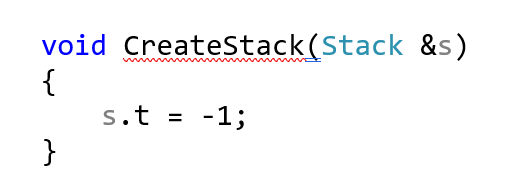 void CreateStack(Stack &s)
{
    s.t = -1;
}